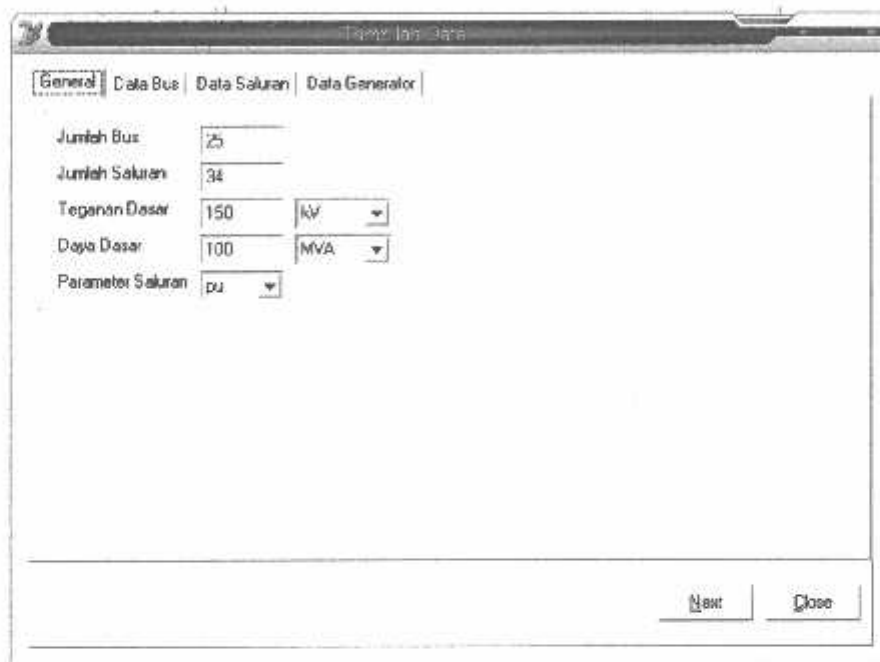 General Data Bus Data Saluran Data Generator
Jumlah Bus 25
Jumlah Saluran 34
Tegangan Dasar 150 kV
Daya Dasar 100 MVA
Parameter Saluran pu
Next Close